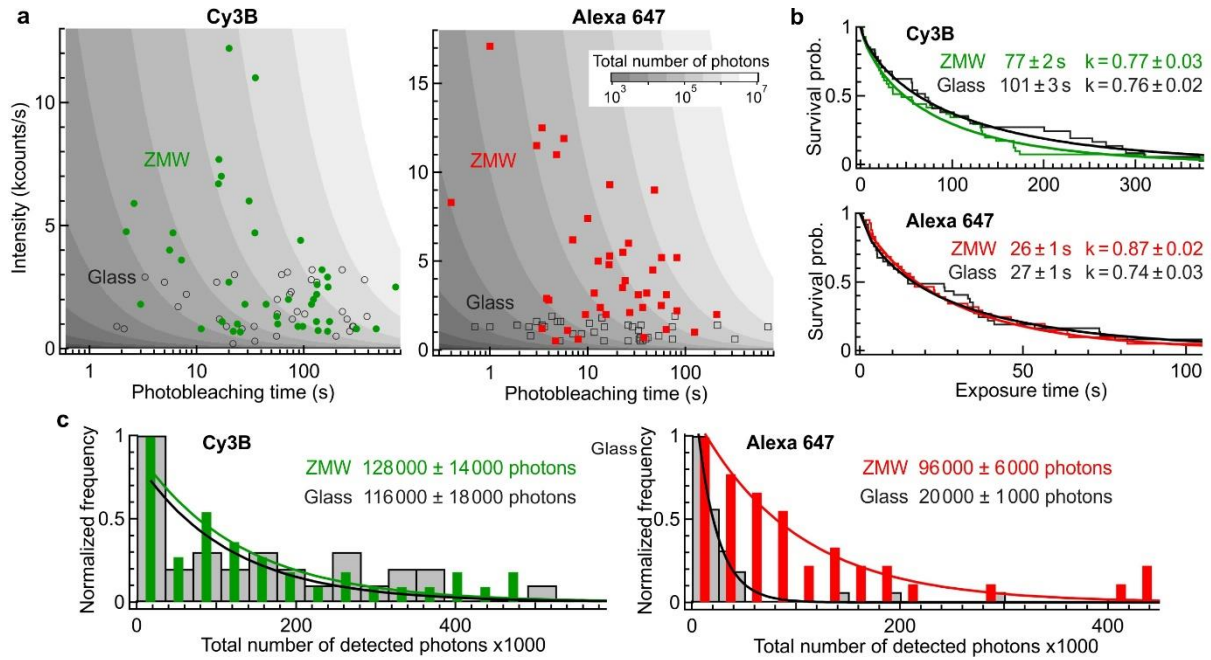 a
Cy3B
Intensity (kcounts/s)
10
5
0
ZMW
Glass
1
10
100
Photobleaching time (s)
Alexa 647
Total number of photons
10³ 10⁵ 10⁷
15
10
5
0
ZMW
Glass
1
10
100
Photobleaching time (s)
b
Survival prob.
1
0.5
0
Cy3B
ZMW 77 ± 2 s k = 0.77 ± 0.03
Glass 101 ± 3 s k = 0.76 ± 0.02
0 100 200 300
Survival prob.
1
0.5
0
Alexa 647
ZMW 26 ± 1 s k = 0.87 ± 0.02
Glass 27 ± 1 s k = 0.74 ± 0.03
0 50 100
Exposure time (s)
c
Cy3B
Normalized frequency
1
0.5
0
ZMW 128 000 ± 14 000 photons
Glass 116 000 ± 18 000 photons
0 200 400
Total number of detected photons x1000
Glass
Alexa 647
Normalized frequency
1
0.5
0
ZMW 96 000 ± 6 000 photons
Glass 20 000 ± 1 000 photons
0 200 400
Total number of detected photons x1000